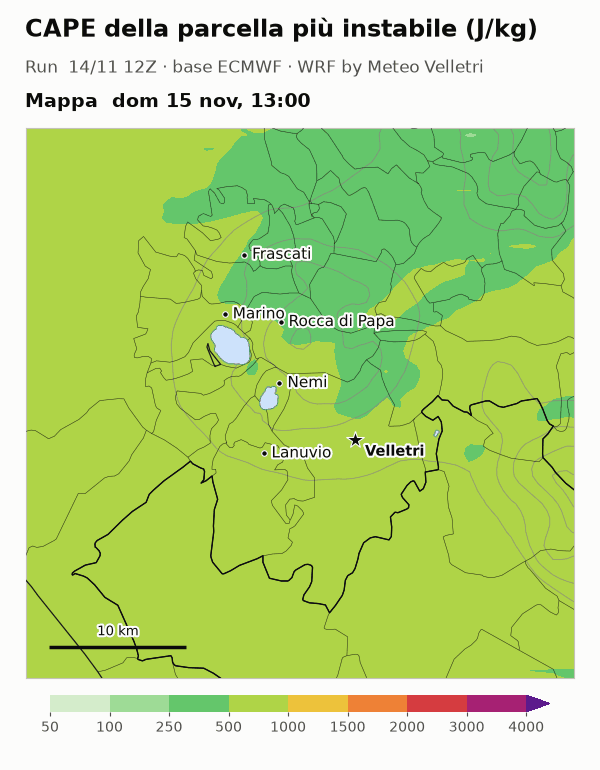 CAPE della parcella più instabile (J/kg)
Run  14/11 12Z · base ECMWF · WRF by Meteo Velletri
Mappa  dom 15 nov, 13:00
Frascati
Marino
Rocca di Papa
Nemi
Velletri
Lanuvio
10 km
50 100 250 500 1000 1500 2000 3000 4000